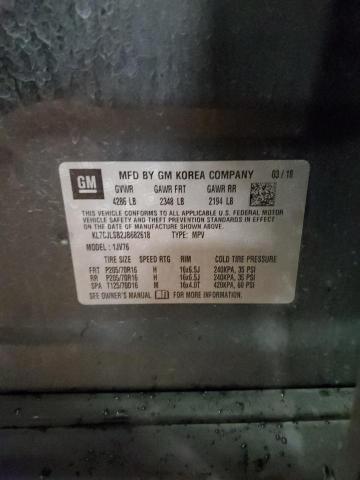 GM
MFD BY GM KOREA COMPANY 03/18
GVWR GAWR FRT GAWR RR
4286 LB 2348 LB 2194 LB
THIS VEHICLE CONFORMS TO ALL APPLICABLE U.S. FEDERAL MOTOR
VEHICLE SAFETY AND THEFT PREVENTION STANDARDS IN EFFECT ON
THE DATE OF MANUFACTURE SHOWN ABOVE.
KL7CJLSB2JB682618 TYPE: MPV
MODEL: 1JV76
TIRE SIZE SPEED RTG RIM COLD TIRE PRESSURE
FRT P205/70R16 H 16x6.5J 240KPA, 35 PSI
RR P205/70R16 H 16x6.5J 240KPA, 35 PSI
SPA T125/70D16 M 16x4.0T 420KPA, 60 PSI
SEE OWNER'S MANUAL FOR MORE INFORMATION.